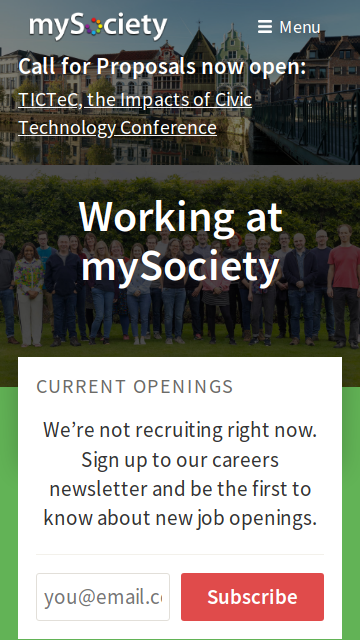 mySociety
Menu
Call for Proposals now open:
TICTeC, the Impacts of Civic
Technology Conference
Working at
mySociety
CURRENT OPENINGS
We’re not recruiting right now.
Sign up to our careers
newsletter and be the first to
know about new job openings.
you@email.co
Subscribe